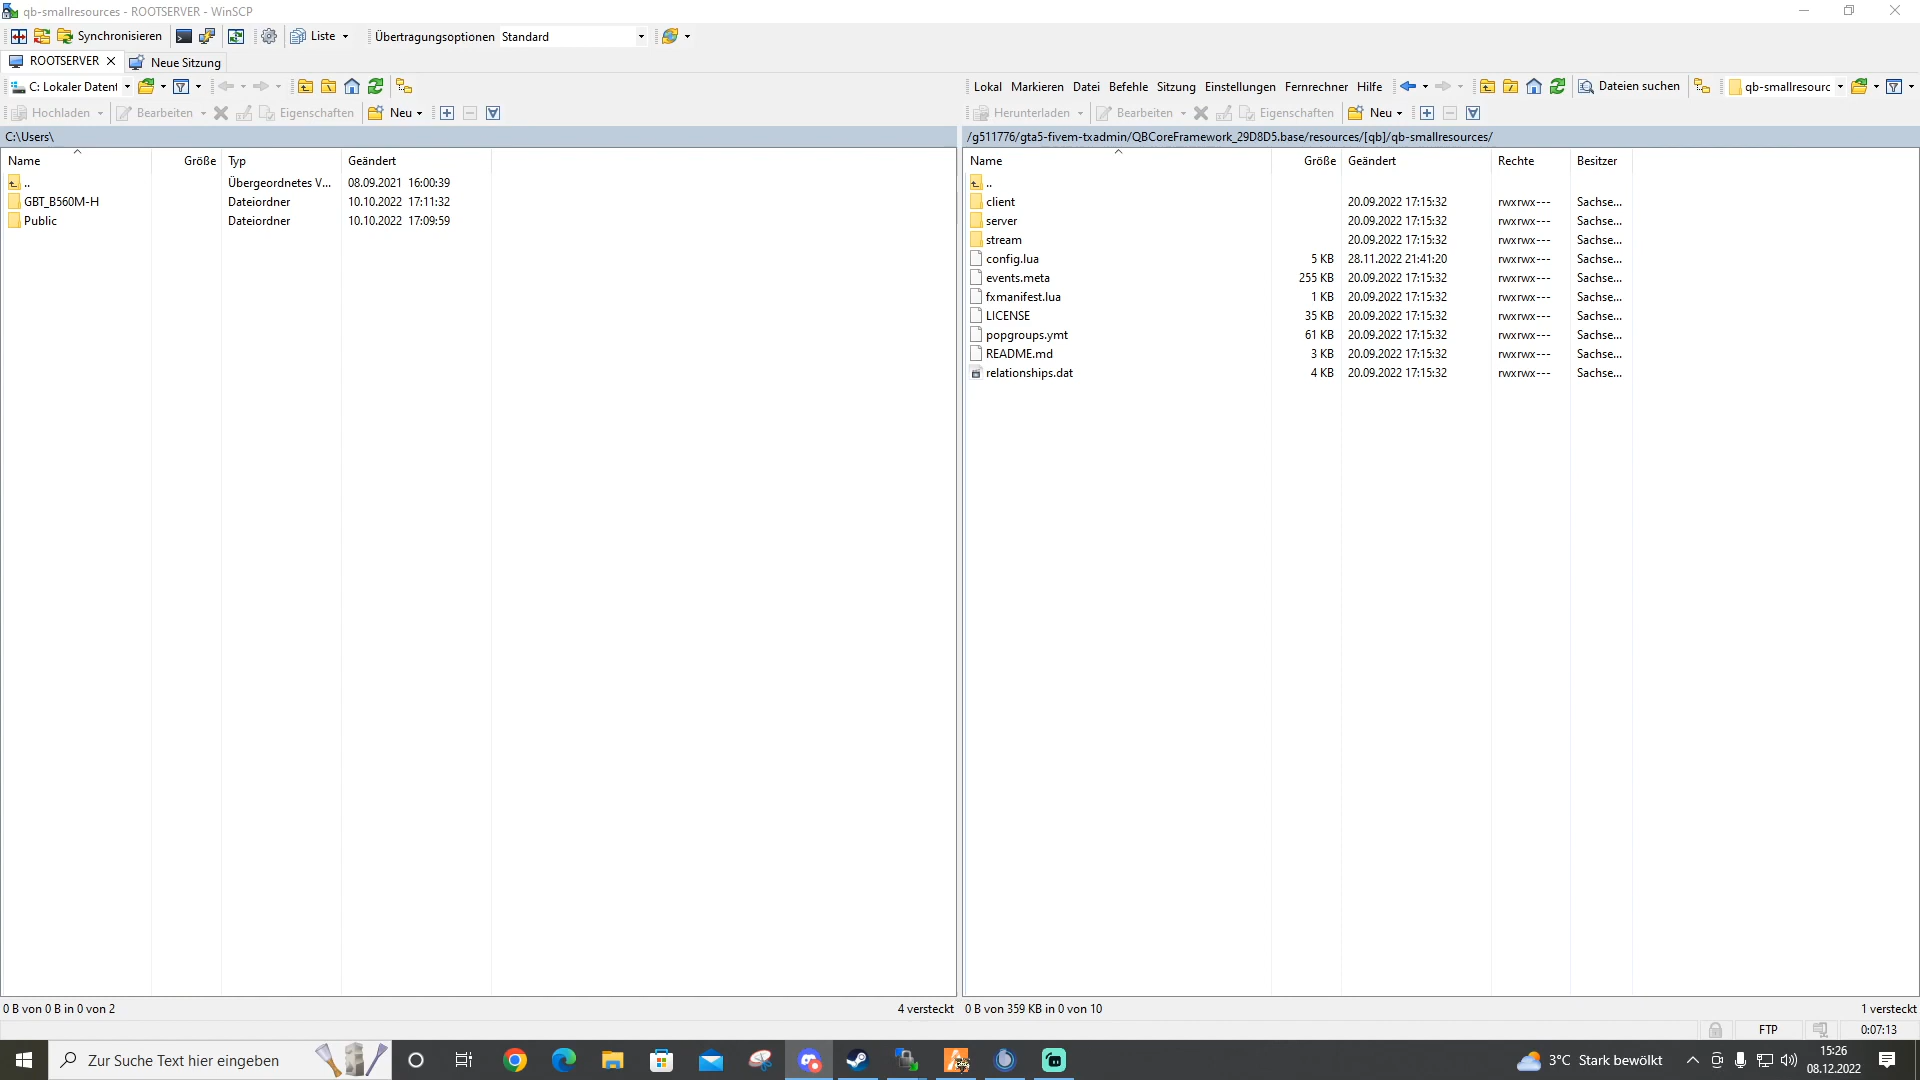 qb-smallresources - ROOTSERVER - WinSCP
Synchronisieren Liste Übertragungsoptionen Standard
ROOTSERVER Neue Sitzung
C: Lokaler Datent
Lokal Markieren Datei Befehle Sitzung Einstellungen Fernrechner Hilfe Dateien suchen qb-smallresourc
Hochladen Bearbeiten Eigenschaften Neu
Herunterladen Bearbeiten Eigenschaften Neu
C:\Users\
/g511776/gta5-fivem-txadmin/QBCoreFramework_29D8D5.base/resources/[qb]/qb-smallresources/
Name Größe Typ Geändert
.. Übergeordnetes V... 08.09.2021 16:00:39
GBT_B560M-H Dateiordner 10.10.2022 17:11:32
Public Dateiordner 10.10.2022 17:09:59
Name Größe Geändert Rechte Besitzer
..
client 20.09.2022 17:15:32 rwxrwx--- Sachse...
server 20.09.2022 17:15:32 rwxrwx--- Sachse...
stream 20.09.2022 17:15:32 rwxrwx--- Sachse...
config.lua 5 KB 28.11.2022 21:41:20 rwxrwx--- Sachse...
events.meta 255 KB 20.09.2022 17:15:32 rwxrwx--- Sachse...
fxmanifest.lua 1 KB 20.09.2022 17:15:32 rwxrwx--- Sachse...
LICENSE 35 KB 20.09.2022 17:15:32 rwxrwx--- Sachse...
popgroups.ymt 61 KB 20.09.2022 17:15:32 rwxrwx--- Sachse...
README.md 3 KB 20.09.2022 17:15:32 rwxrwx--- Sachse...
relationships.dat 4 KB 20.09.2022 17:15:32 rwxrwx--- Sachse...
0 B von 0 B in 0 von 2 4 versteckt
0 B von 359 KB in 0 von 10 1 versteckt
FTP 0:07:13
Zur Suche Text hier eingeben
3°C Stark bewölkt
15:26
08.12.2022